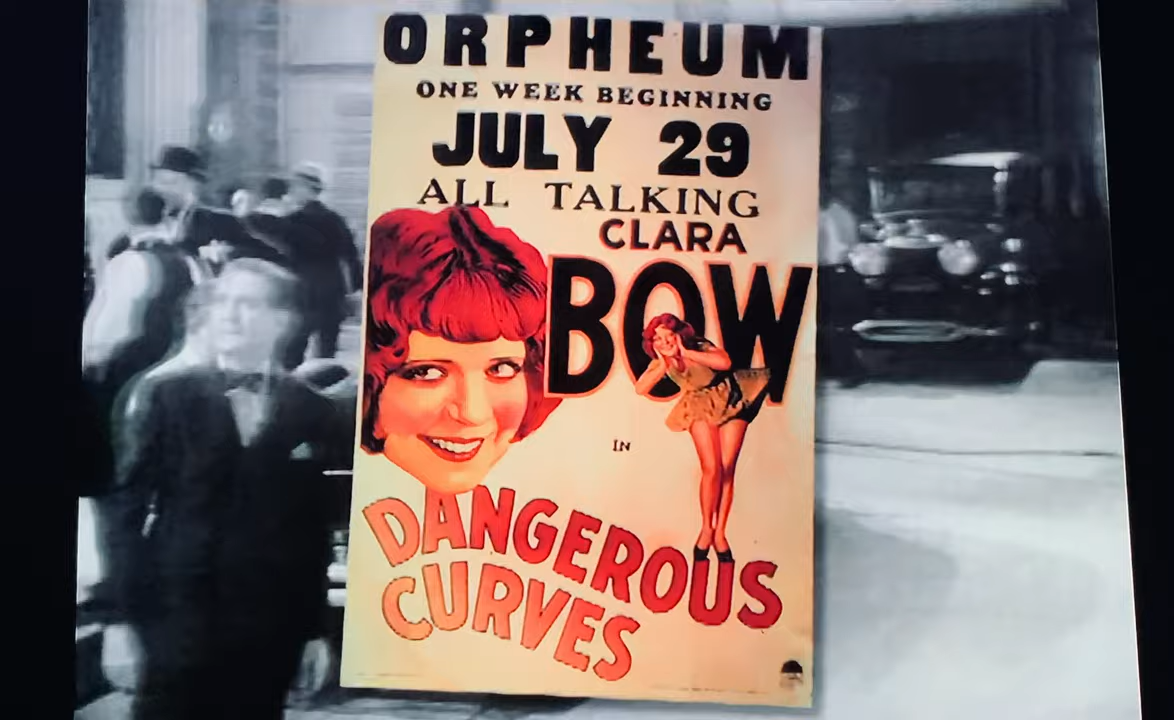 ORPHEUM
ONE WEEK BEGINNING
JULY 29
ALL TALKING
CLARA
BOW
IN
DANGEROUS
CURVES